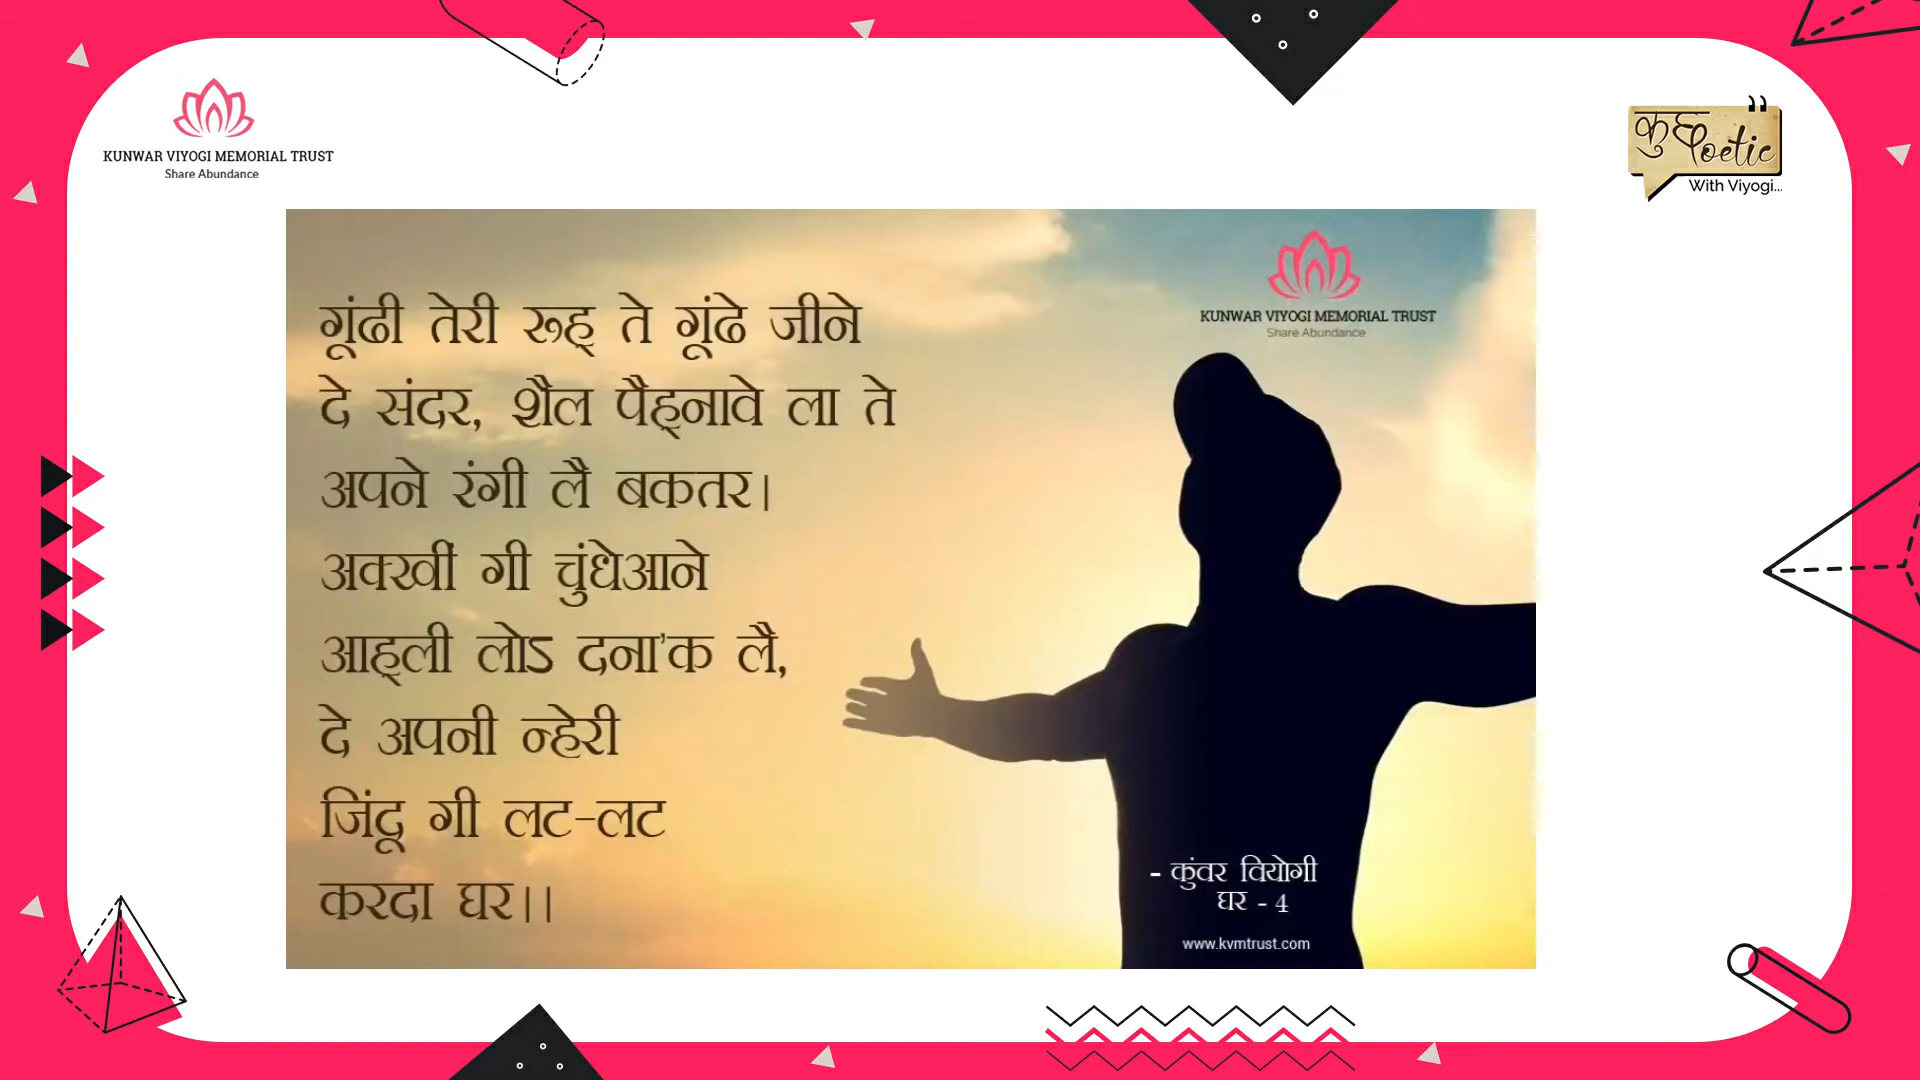 KUNWAR VIYOGI MEMORIAL TRUST
Share Abundance
कुछ Poetic
With Viyogi...
KUNWAR VIYOGI MEMORIAL TRUST
Share Abundance
गूंढी तेरी रूह् ते गूंढे जीने
दे संदर, शैल पैह्नावे ला ते
अपने रंगी लै बकतर।
अक्खीं गी चुंधेआने
आह्ली लोऽ दना'क लै,
दे अपनी न्हेरी
जिंदू गी लट-लट
करदा घर।।
- कुंवर वियोगी
घर - 4
www.kvmtrust.com